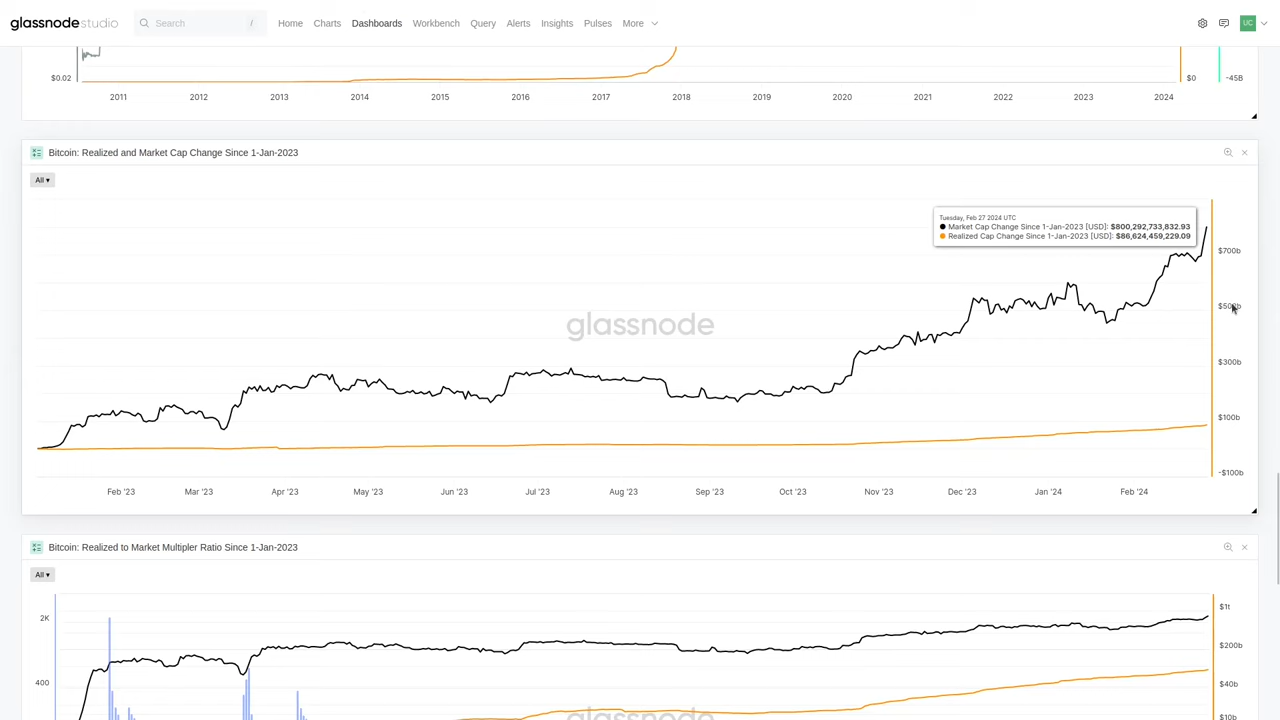 glassnodestudio
Search /
Home Charts Dashboards Workbench Query Alerts Insights Pulses More
UC
$0.02 $0 -45B
2011 2012 2013 2014 2015 2016 2017 2018 2019 2020 2021 2022 2023 2024
Bitcoin: Realized and Market Cap Change Since 1-Jan-2023
All ▾
Tuesday, Feb 27 2024 UTC
Market Cap Change Since 1-Jan-2023 [USD]: $800,292,733,832.93
Realized Cap Change Since 1-Jan-2023 [USD]: $86,624,459,229.09
$700b
$500b
glassnode
$300b
$100b
-$100b
Feb '23 Mar '23 Apr '23 May '23 Jun '23 Jul '23 Aug '23 Sep '23 Oct '23 Nov '23 Dec '23 Jan '24 Feb '24
Bitcoin: Realized to Market Multipler Ratio Since 1-Jan-2023
All ▾
$1t
2K
$200b
400
$40b
glassnode
$10b